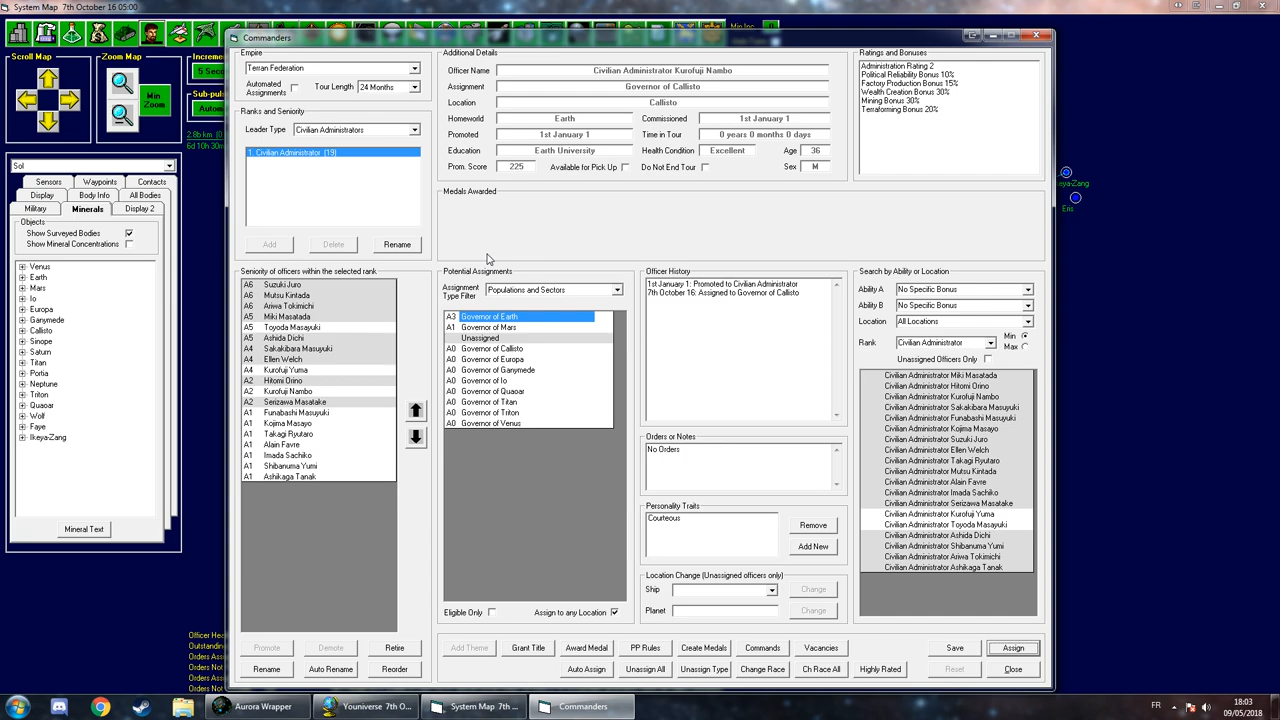 System Map  7th October 16 05:00
Commanders
Scroll Map
Zoom Map
Min Zoom
2.8b km
Sol
Sensors
Waypoints
Contacts
Display
Body Info
All Bodies
Military
Minerals
Display 2
Objects
Show Surveyed Bodies
Show Mineral Concentrations
Venus
Earth
Mars
Io
Europa
Ganymede
Callisto
Sinope
Saturn
Titan
Portia
Neptune
Triton
Quaoar
Wolf
Faye
Ikeya-Zang
Mineral Text
Empire
Terran Federation
Automated Assignments
Tour Length
24 Months
Ranks and Seniority
Leader Type
Civilian Administrators
1  Civilian Administrator  (19)
Add
Delete
Rename
Additional Details
Officer Name
Civilian Administrator Kurofuji Nambo
Assignment
Governor of Callisto
Location
Callisto
Homeworld
Earth
Commissioned
1st January 1
Promoted
1st January 1
Time in Tour
0 years 0 months 0 days
Education
Earth University
Health Condition
Excellent
Age
36
Prom. Score
225
Available for Pick Up
Do Not End Tour
Sex
M
Ratings and Bonuses
Administration Rating 2
Political Reliability Bonus 10%
Factory Production Bonus 15%
Wealth Creation Bonus 30%
Mining Bonus 30%
Terraforming Bonus 20%
Medals Awarded
Seniority of officers within the selected rank
A6  Suzuki Juro
A6  Mutsu Kintada
A6  Ariwa Tokimichi
A5  Miki Masatada
A5  Toyoda Masayuki
A5  Ashida Dichi
A4  Sakakibara Masuyuki
A4  Ellen Welch
A4  Kurofuji Yuma
A2  Hitomi Orino
A2  Kurofuji Nambo
A2  Serizawa Masatake
A1  Funabashi Masuyuki
A1  Kojima Masayo
A1  Takagi Ryutaro
A1  Alain Favre
A1  Imada Sachiko
A1  Shibanuma Yumi
A1  Ashikaga Tanak
Potential Assignments
Assignment Type Filter
Populations and Sectors
A3  Governor of Earth
A1  Governor of Mars
Unassigned
A0  Governor of Callisto
A0  Governor of Europa
A0  Governor of Ganymede
A0  Governor of Io
A0  Governor of Quaoar
A0  Governor of Titan
A0  Governor of Triton
A0  Governor of Venus
Eligible Only
Assign to any Location
Officer History
1st January 1: Promoted to Civilian Administrator
7th October 16: Assigned to Governor of Callisto
Orders or Notes
No Orders
Personality Traits
Courteous
Remove
Add New
Location Change (Unassigned officers only)
Ship
Change
Planet
Change
Search by Ability or Location
Ability A
No Specific Bonus
Ability B
No Specific Bonus
Location
All Locations
Rank
Civilian Administrator
Min
Max
Unassigned Officers Only
Civilian Administrator Miki Masatada
Civilian Administrator Hitomi Orino
Civilian Administrator Kurofuji Nambo
Civilian Administrator Sakakibara Masuyuki
Civilian Administrator Funabashi Masuyuki
Civilian Administrator Kojima Masayo
Civilian Administrator Suzuki Juro
Civilian Administrator Ellen Welch
Civilian Administrator Takagi Ryutaro
Civilian Administrator Mutsu Kintada
Civilian Administrator Alain Favre
Civilian Administrator Imada Sachiko
Civilian Administrator Serizawa Masatake
Civilian Administrator Kurofuji Yuma
Civilian Administrator Toyoda Masayuki
Civilian Administrator Ashida Dichi
Civilian Administrator Shibanuma Yumi
Civilian Administrator Ariwa Tokimichi
Civilian Administrator Ashikaga Tanak
Promote
Demote
Retire
Add Theme
Grant Title
Award Medal
PP Rules
Create Medals
Commands
Vacancies
Save
Assign
Rename
Auto Rename
Reorder
Auto Assign
Unassign All
Unassign Type
Change Race
Ch Race All
Highly Rated
Reset
Close
Eris
Aurora Wrapper
Youniverse  7th O...
System Map  7th ...
Commanders
FR
18:03
09/05/2018